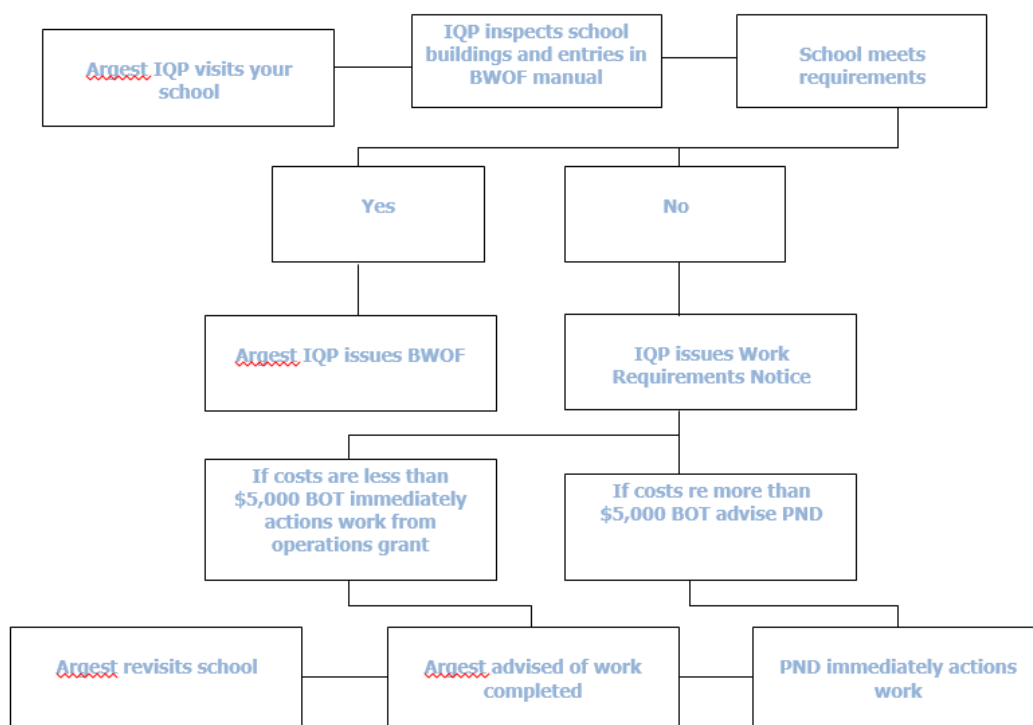 Argest IQP visits your
school
IQP inspects school
buildings and entries in
BWOF manual
School meets
requirements
Yes
No
Argest IQP issues BWOF
IQP issues Work
Requirements Notice
If costs are less than
$5,000 BOT immediately
actions work from
operations grant
If costs re more than
$5,000 BOT advise PND
Argest revisits school
Argest advised of work
completed
PND immediately actions
work